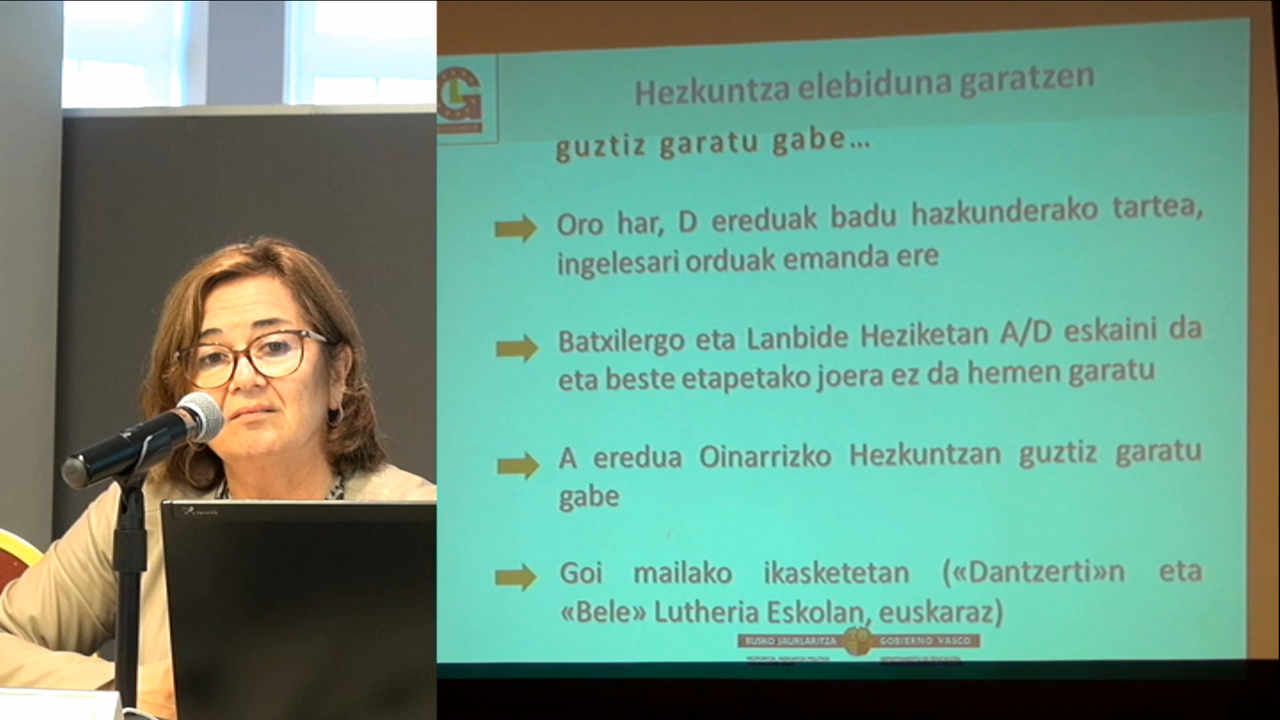 Hezkuntza elebiduna garatzen
guztiz garatu gabe...
Oro har, D ereduak badu hazkunderako tartea,
ingelesari orduak emanda ere
Batxilergo eta Lanbide Heziketan A/D eskaini da
eta beste etapetako joera ez da hemen garatu
A eredua Oinarrizko Hezkuntzan guztiz garatu
gabe
Goi mailako ikasketetan («Dantzerti»n eta
«Bele» Lutheria Eskolan, euskaraz)
EUSKO JAURLARITZA GOBIERNO VASCO